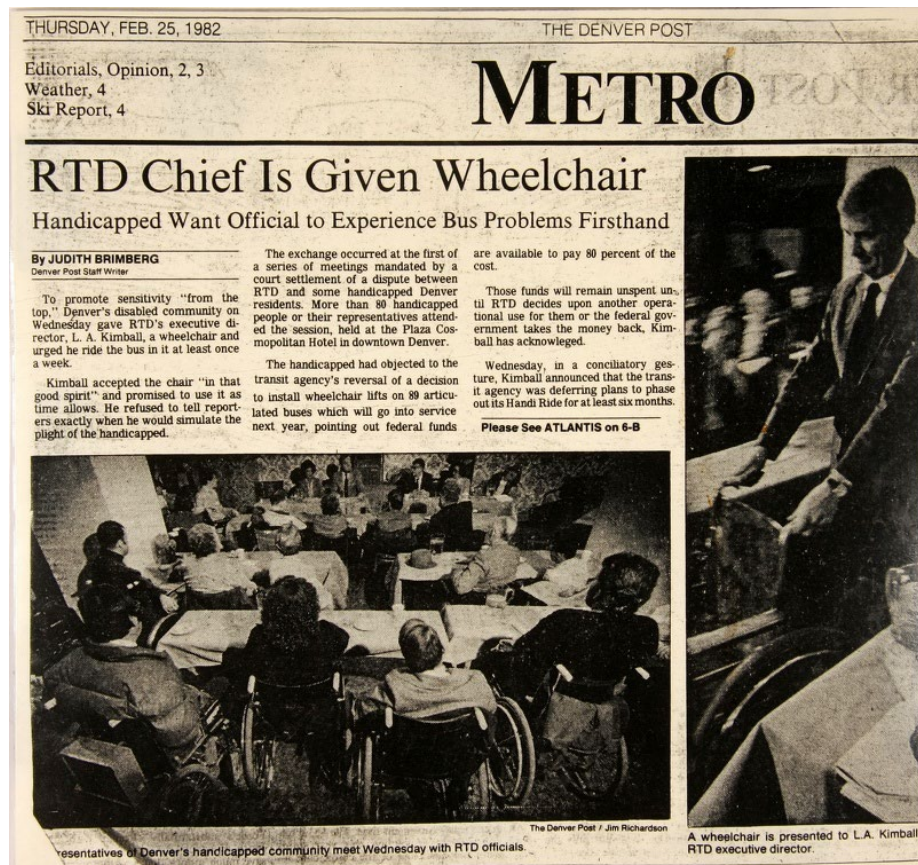 THURSDAY, FEB. 25, 1982
THE DENVER POST
Editorials, Opinion, 2, 3
Weather, 4
Ski Report, 4
METRO
RTD Chief Is Given Wheelchair
Handicapped Want Official to Experience Bus Problems Firsthand
By JUDITH BRIMBERG
Denver Post Staff Writer
To promote sensitivity "from the
top," Denver's disabled community on
Wednesday gave RTD's executive di-
rector, L. A. Kimball, a wheelchair and
urged he ride the bus in it at least once
a week.
Kimball accepted the chair "in that
good spirit" and promised to use it as
time allows. He refused to tell report-
ers exactly when he would simulate the
plight of the handicapped.
The exchange occurred at the first of
a series of meetings mandated by a
court settlement of a dispute between
RTD and some handicapped Denver
residents. More than 80 handicapped
people or their representatives attend-
ed the session, held at the Plaza Cos-
mopolitan Hotel in downtown Denver.
The handicapped had objected to the
transit agency's reversal of a decision
to install wheelchair lifts on 89 articu-
lated buses which will go into service
next year, pointing out federal funds
are available to pay 80 percent of the
cost.
Those funds will remain unspent un-
til RTD decides upon another opera-
tional use for them or the federal gov-
ernment takes the money back, Kim-
ball has acknowleged.
Wednesday, in a conciliatory ges-
ture, Kimball announced that the trans-
it agency was deferring plans to phase
out its Handi Ride for at least six months.
Please See ATLANTIS on 6-B
The Denver Post / Jim Richardson
resentatives of Denver's handicapped community meet Wednesday with RTD officials.
A wheelchair is presented to L.A. Kimball
RTD executive director.